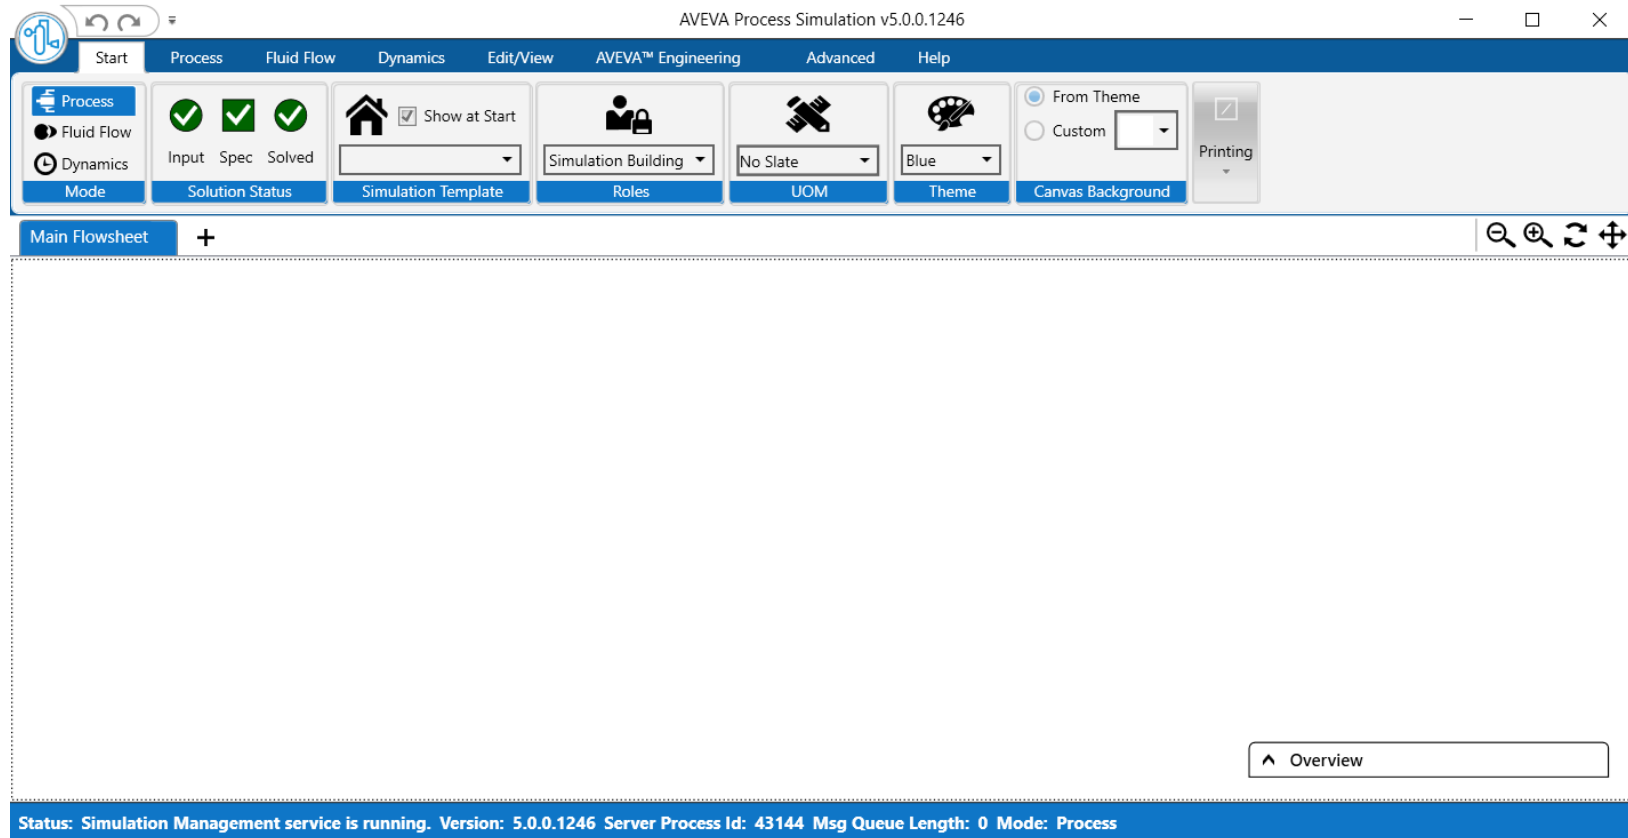 AVEVA Process Simulation v5.0.0.1246
Start Process Fluid Flow Dynamics Edit/View AVEVA™ Engineering Advanced Help
Process
Fluid Flow
Dynamics
Mode
Input Spec Solved
Solution Status
Show at Start
Simulation Template
Simulation Building
Roles
No Slate
UOM
Blue
Theme
From Theme
Custom
Canvas Background
Printing
Main Flowsheet
Overview
Status: Simulation Management service is running. Version: 5.0.0.1246 Server Process Id: 43144 Msg Queue Length: 0 Mode: Process